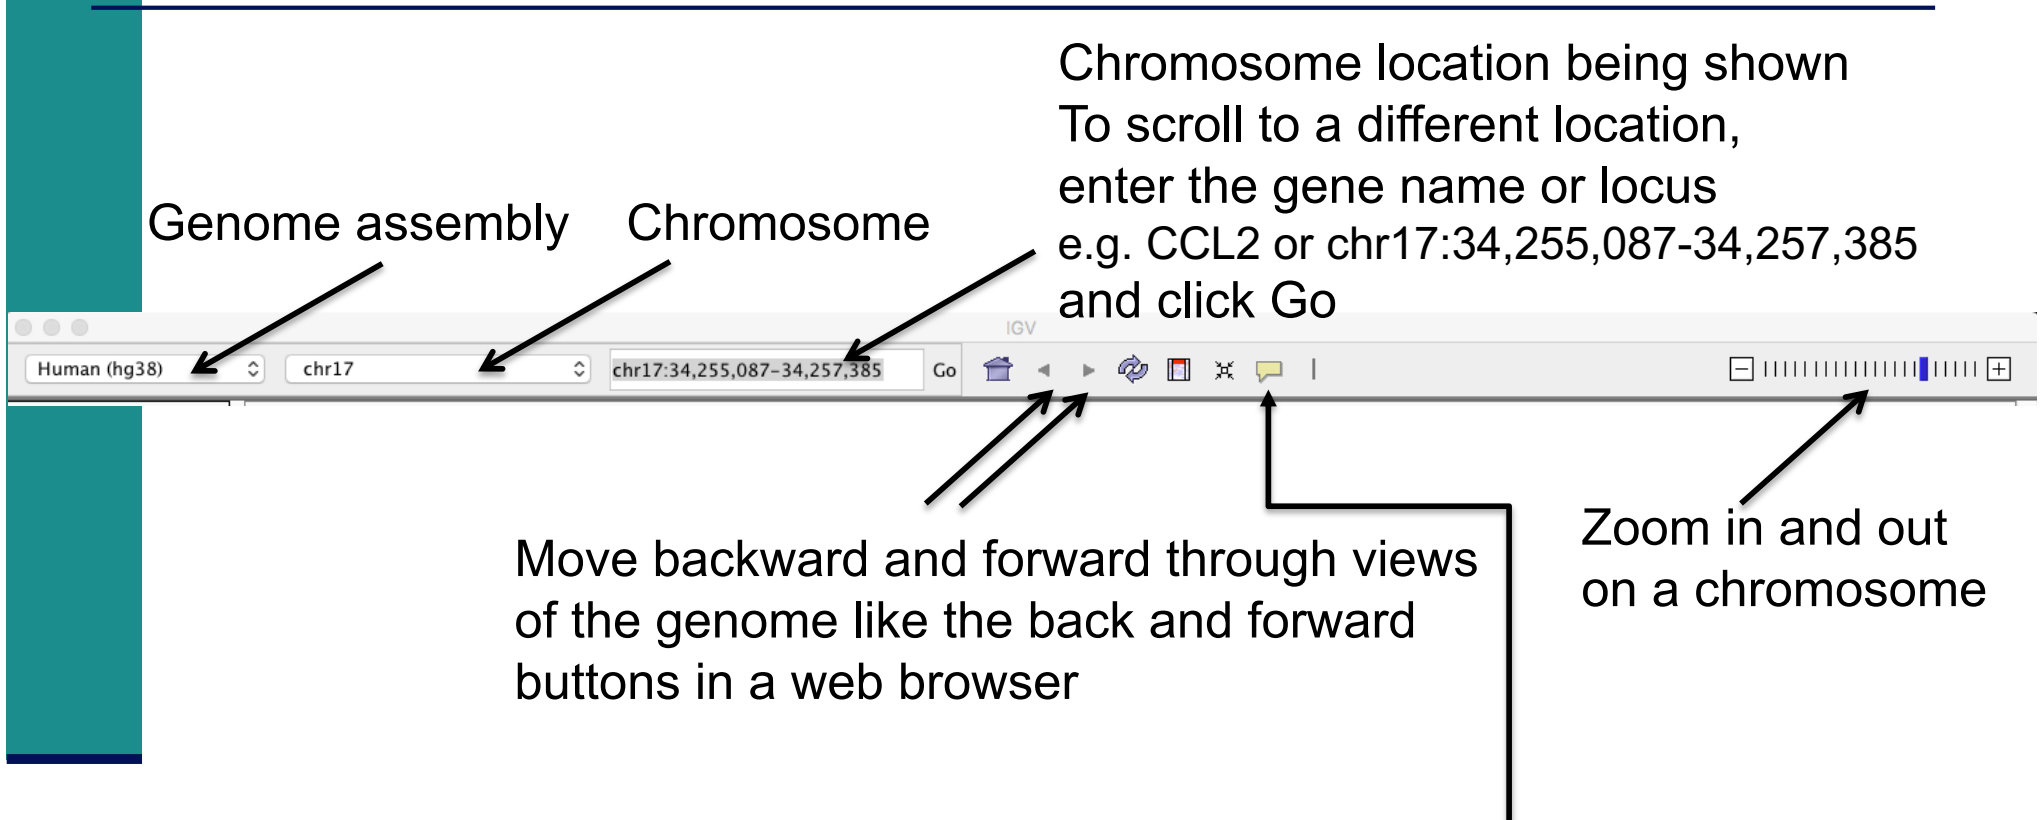 Chromosome location being shown
To scroll to a different location,
enter the gene name or locus
e.g. CCL2 or chr17:34,255,087-34,257,385
and click Go
Genome assembly
Chromosome
IGV
Human (hg38)
chr17
chr17:34,255,087-34,257,385
Go
Move backward and forward through views
of the genome like the back and forward
buttons in a web browser
Zoom in and out
on a chromosome